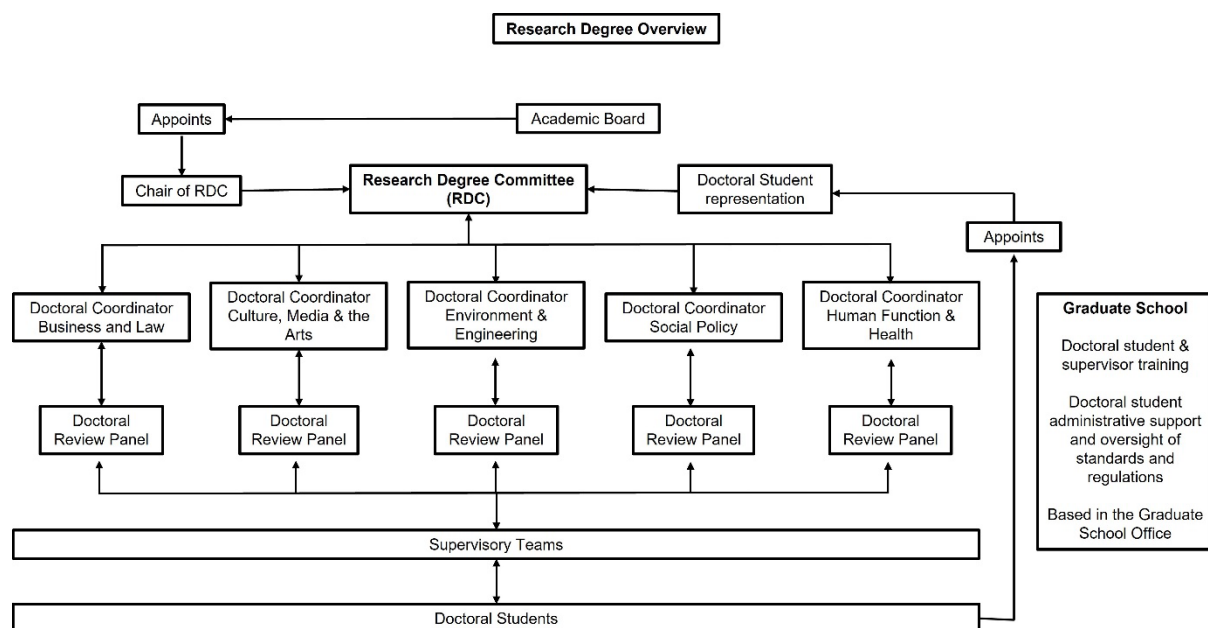 Research Degree Overview
Appoints
Academic Board
Chair of RDC
Research Degree Committee
(RDC)
Doctoral Student
representation
Appoints
Doctoral Coordinator
Business and Law
Doctoral Coordinator
Culture, Media & the
Arts
Doctoral Coordinator
Environment &
Engineering
Doctoral Coordinator
Social Policy
Doctoral Coordinator
Human Function &
Health
Doctoral
Review Panel
Doctoral
Review Panel
Doctoral
Review Panel
Doctoral
Review Panel
Doctoral
Review Panel
Supervisory Teams
Doctoral Students
Graduate School
Doctoral student &
supervisor training
Doctoral student
administrative support
and oversight of
standards and
regulations
Based in the Graduate
School Office